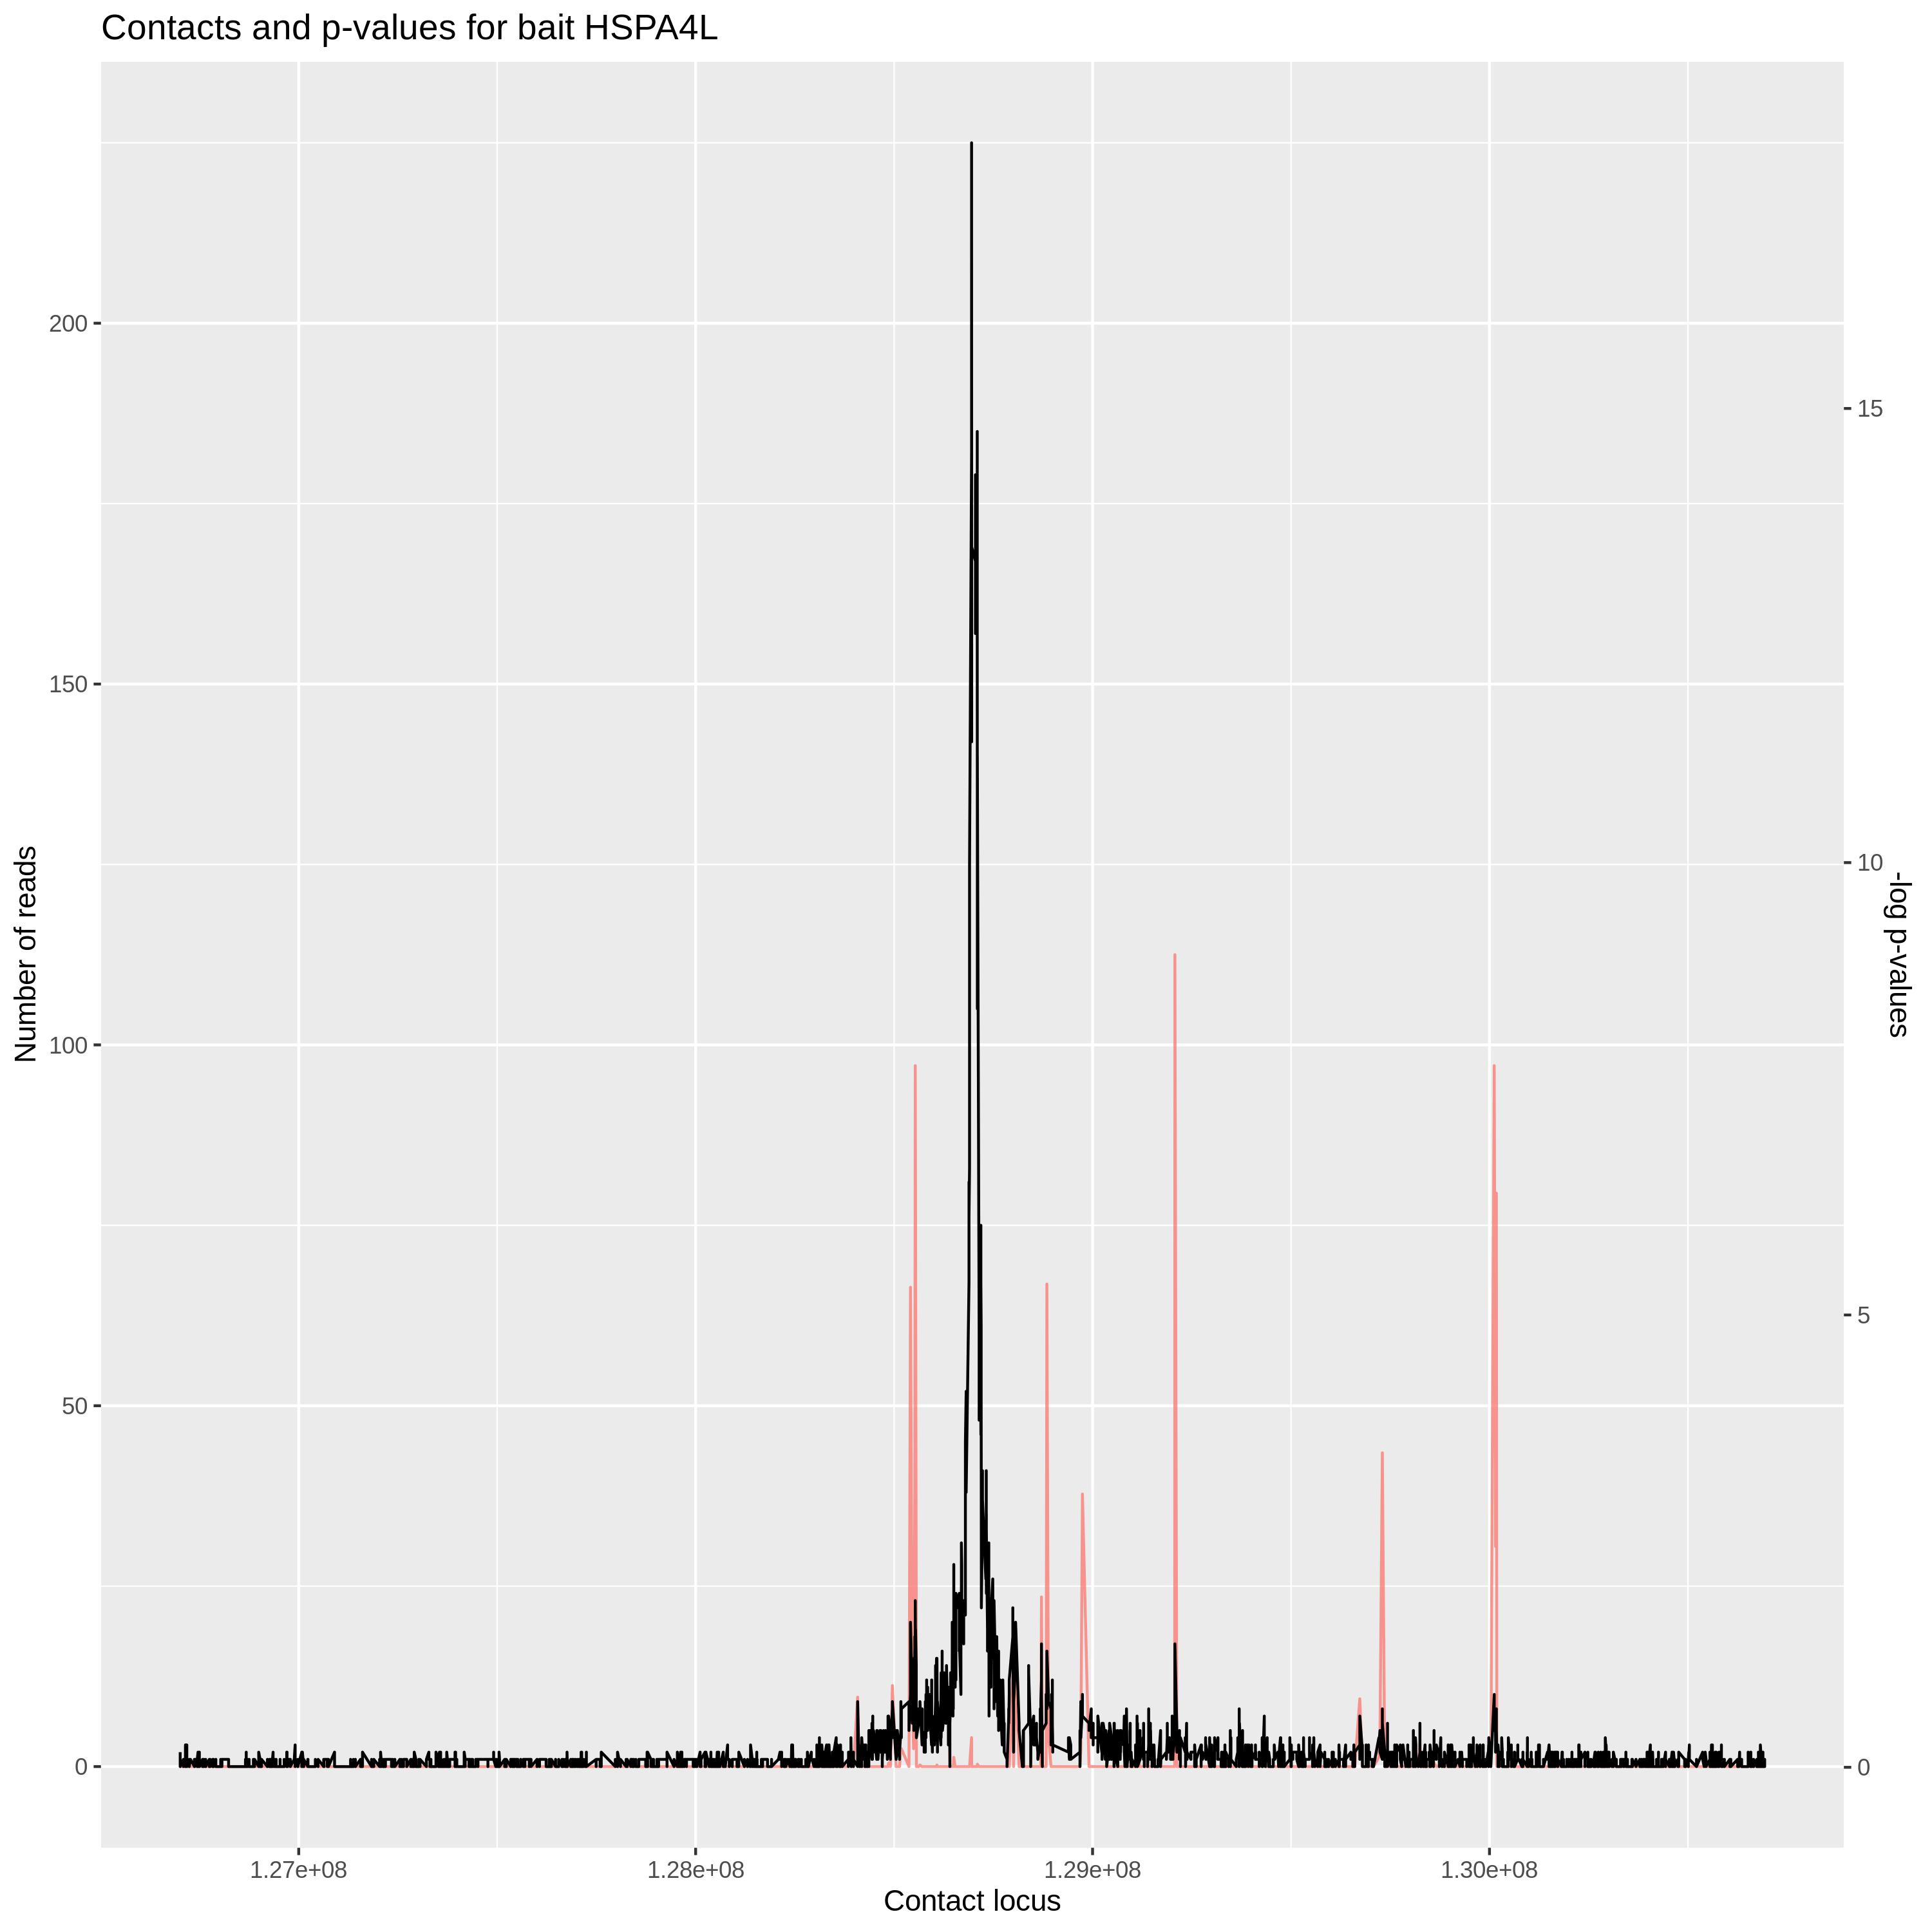 Contacts and p-values for bait HSPA4L
Number of reads
200
150
100
50
0
15
10
5
0
-log p-values
1.27e+08
1.28e+08
1.29e+08
1.30e+08
Contact locus